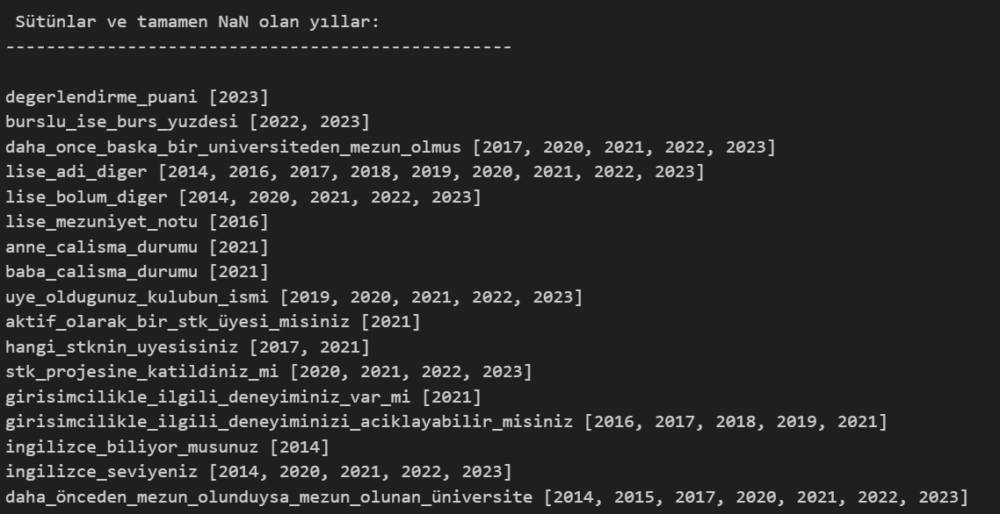 Sütünlar ve tamamen NaN olan yıllar:
--------------------------------------------------
degerlendirme_puani [2023]
burslu_ise_burs_yuzdesi [2022, 2023]
daha_once_baska_bir_universiteden_mezun_olmus [2017, 2020, 2021, 2022, 2023]
lise_adi_diger [2014, 2016, 2017, 2018, 2019, 2020, 2021, 2022, 2023]
lise_bolum_diger [2014, 2020, 2021, 2022, 2023]
lise_mezuniyet_notu [2016]
anne_calisma_durumu [2021]
baba_calisma_durumu [2021]
uye_oldugunuz_kulubun_ismi [2019, 2020, 2021, 2022, 2023]
aktif_olarak_bir_stk_üyesi_misiniz [2021]
hangi_stknin_uyesisiniz [2017, 2021]
stk_projesine_katildiniz_mi [2020, 2021, 2022, 2023]
girisimcilikle_ilgili_deneyiminiz_var_mi [2021]
girisimcilikle_ilgili_deneyiminizi_aciklayabilir_misiniz [2016, 2017, 2018, 2019, 2021]
ingilizce_biliyor_musunuz [2014]
ingilizce_seviyeniz [2014, 2020, 2021, 2022, 2023]
daha_önceden_mezun_olunduysa_mezun_olunan_üniversite [2014, 2015, 2017, 2020, 2021, 2022, 2023]